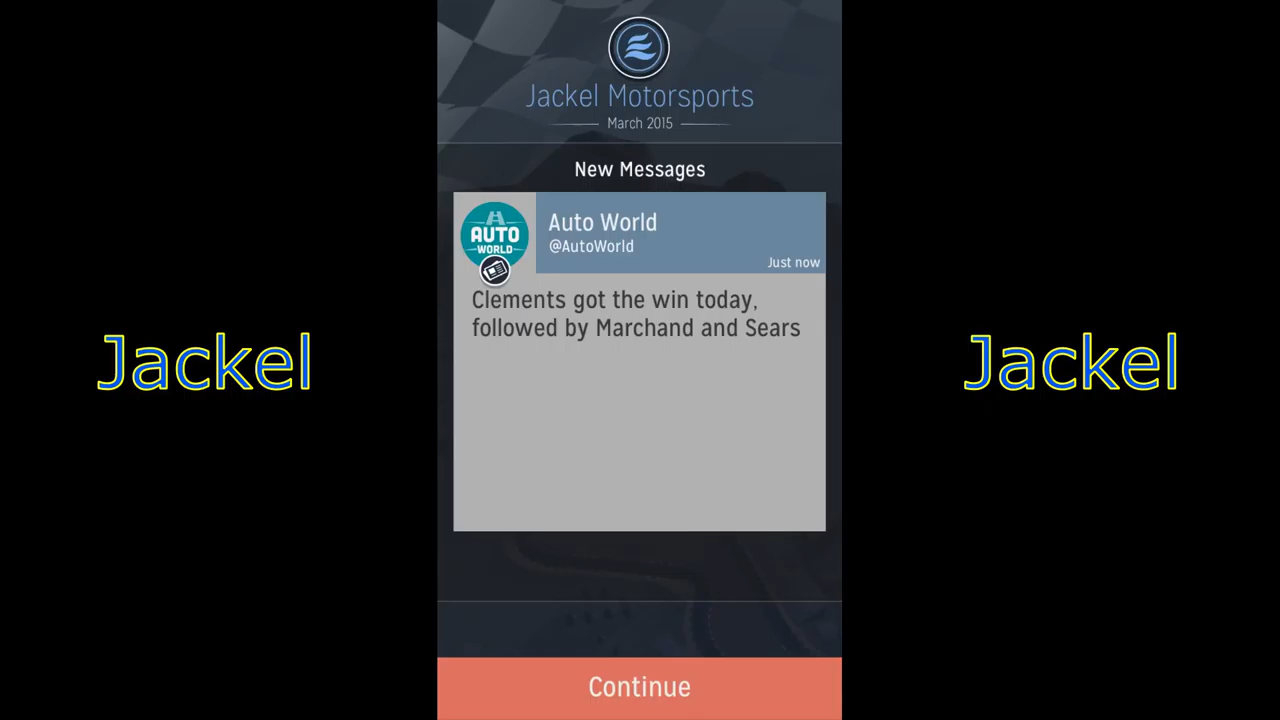 Jackel Motorsports
March 2015
New Messages
AUTO
WORLD
Auto World
@AutoWorld
Just now
Clements got the win today,
followed by Marchand and Sears
Jackel
Jackel
Continue